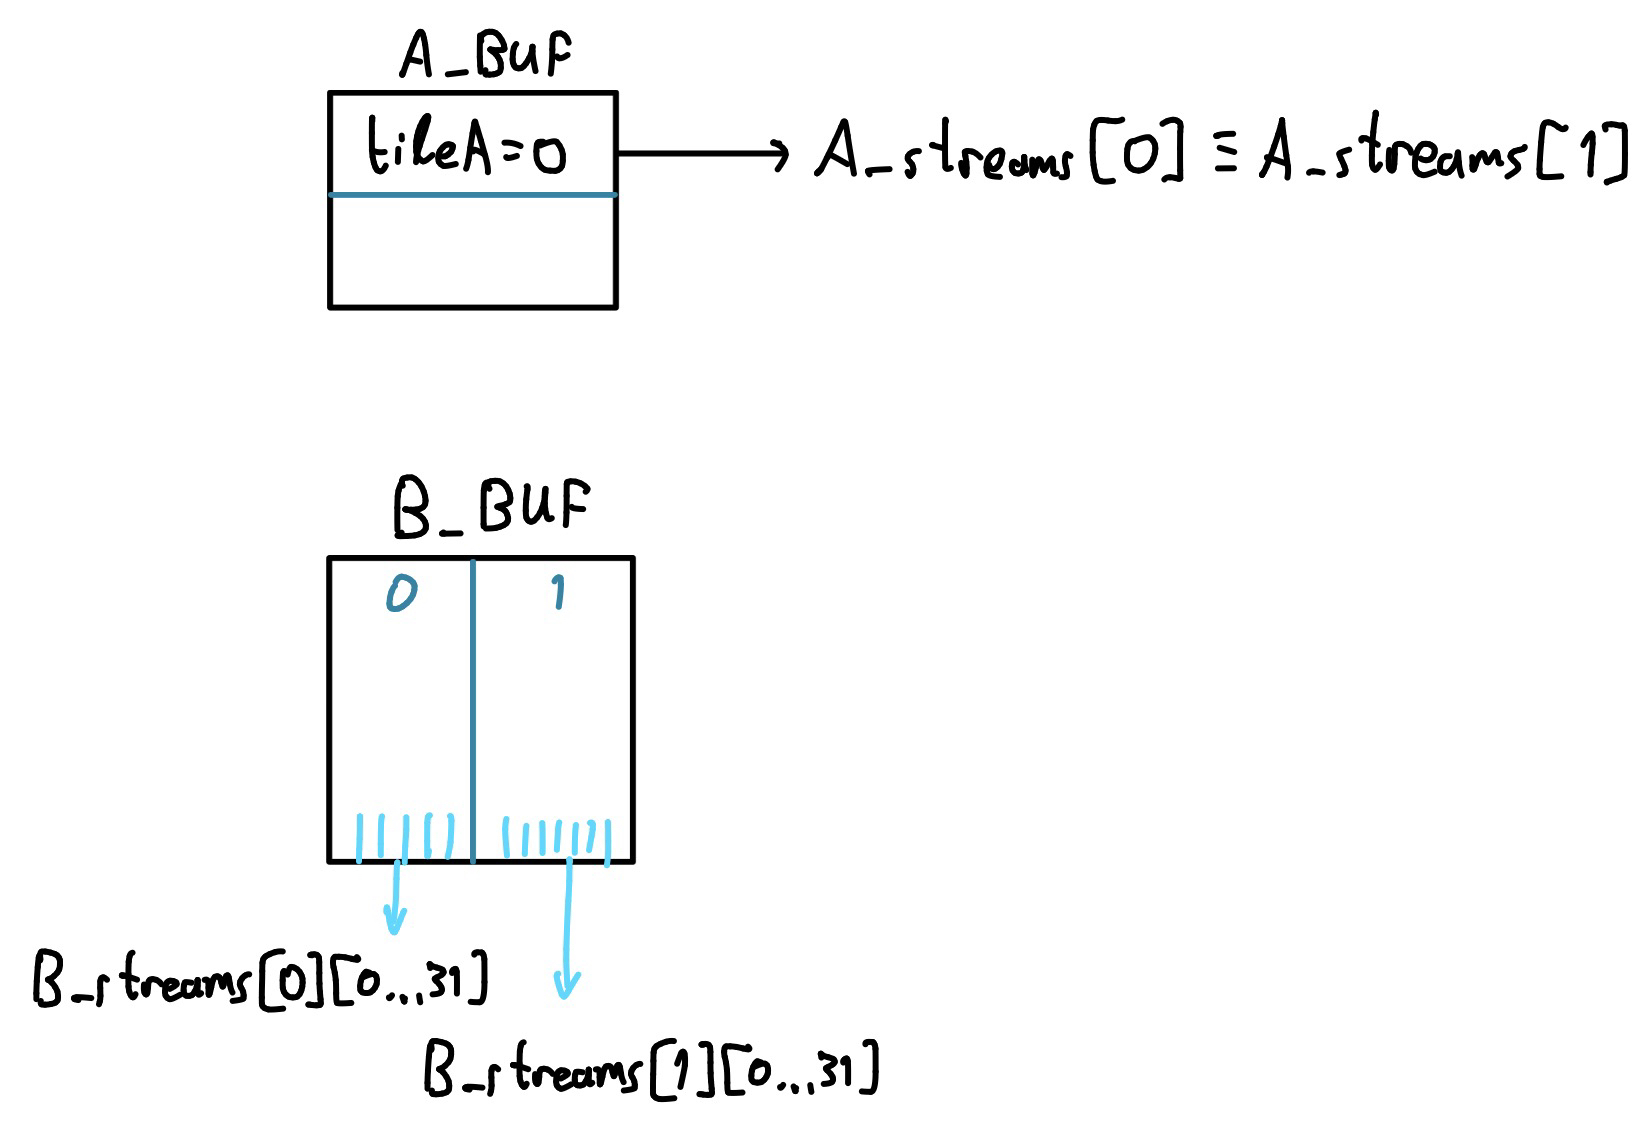 A_BUF
tileA=0
A_streams[0] ≡ A_streams[1]
B_BUF
0 1
B_streams[0][0...31]
B_streams[1][0...31]